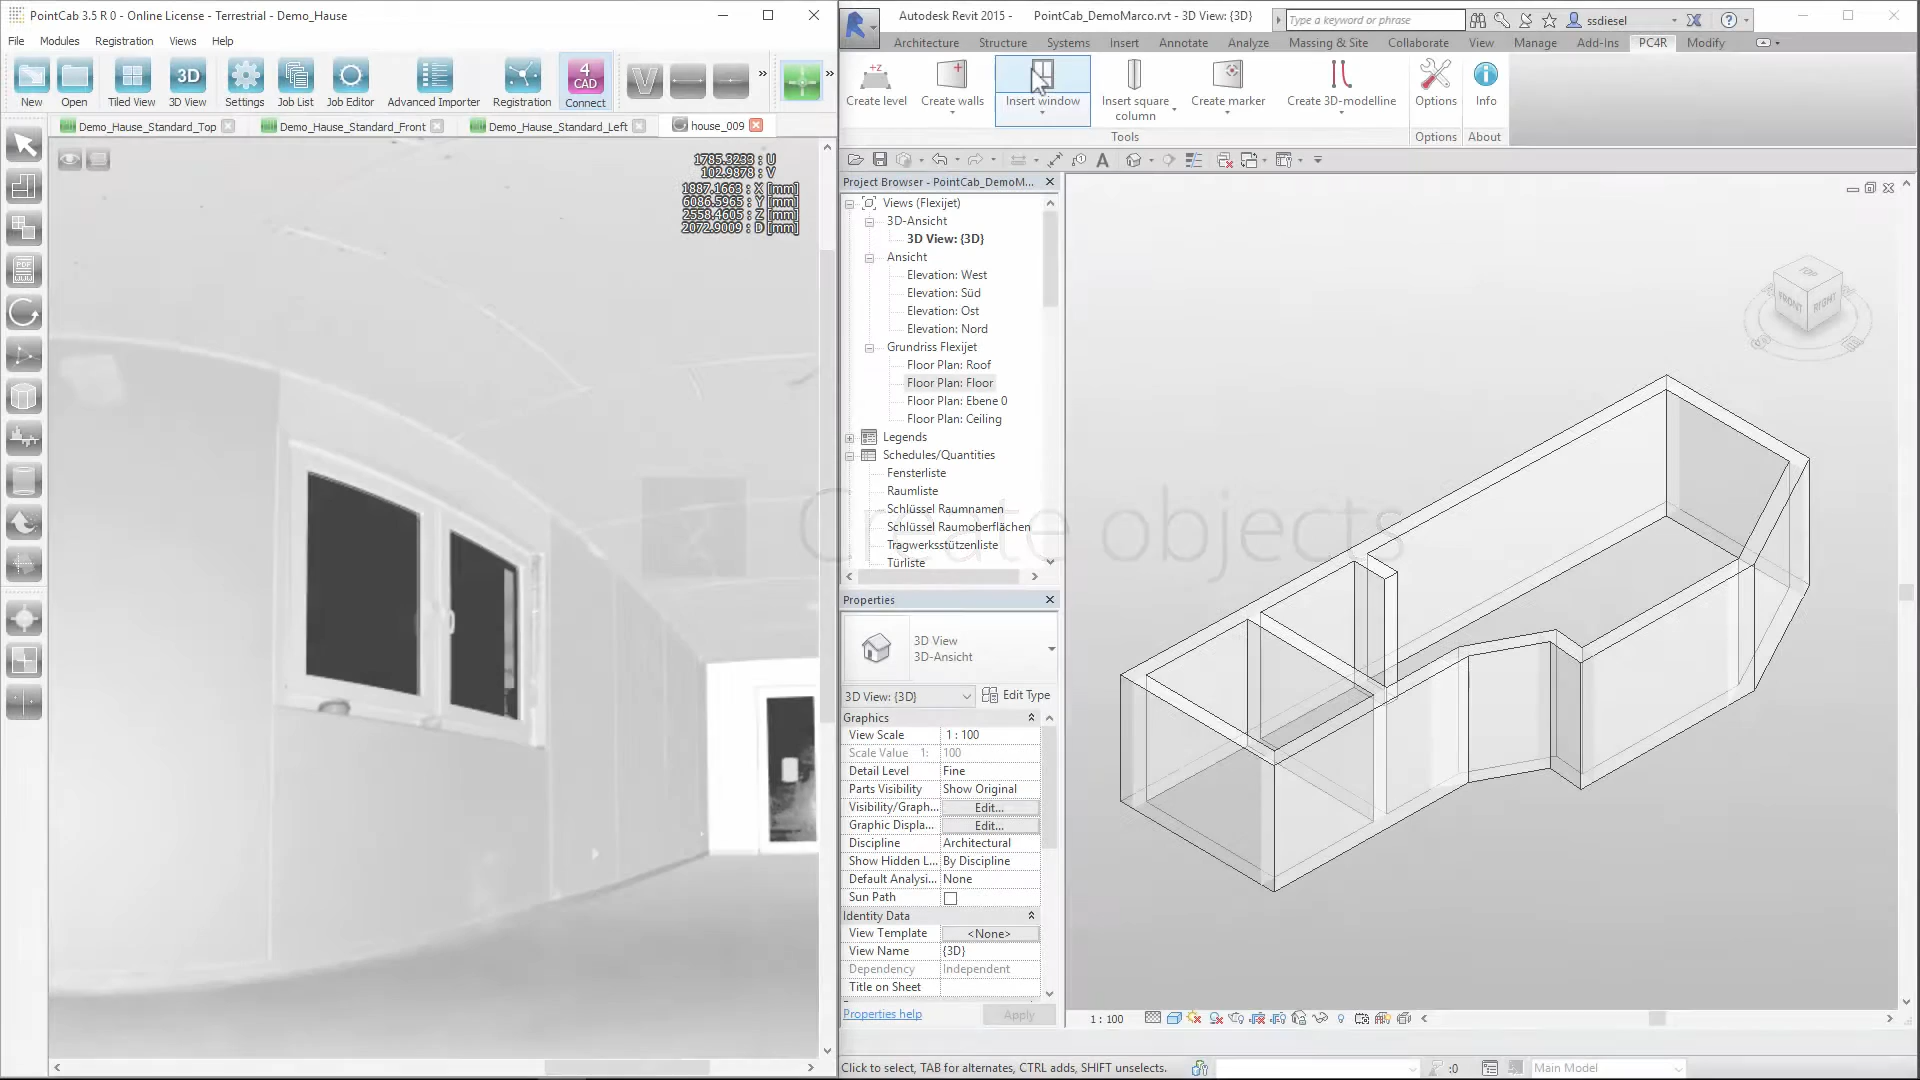 PointCab 3.5 R 0 - Online License - Terrestrial - Demo_Hause
File Modules Registration Views Help
New Open Tiled View 3D View Settings Job List Job Editor Advanced Importer Registration Connect
3D
4 CAD
Demo_Hause_Standard_Top Demo_Hause_Standard_Front Demo_Hause_Standard_Left house_009
1785.3233 : U
102.9878 : V
1887.1663 : X [mm]
6086.5965 : Y [mm]
2558.4605 : Z [mm]
2072.9009 : D [mm]
PDF
Autodesk Revit 2015 - PointCab_DemoMarco.rvt - 3D View: {3D}
Type a keyword or phrase
ssdiesel
Architecture Structure Systems Insert Annotate Analyze Massing & Site Collaborate View Manage Add-Ins PC4R Modify
Create level Create walls Insert window Insert square column Create marker Create 3D-modelline Options Info
Tools Options About
Project Browser - PointCab_DemoM...
Views (Flexijet)
3D-Ansicht
3D View: {3D}
Ansicht
Elevation: West
Elevation: Süd
Elevation: Ost
Elevation: Nord
Grundriss Flexijet
Floor Plan: Roof
Floor Plan: Floor
Floor Plan: Ebene 0
Floor Plan: Ceiling
Legends
Schedules/Quantities
Fensterliste
Raumliste
Schlüssel Raumnamen
Schlüssel Raumoberflächen
Tragwerksstützenliste
Türliste
Create objects
TOP
FRONT RIGHT
Properties
3D View
3D-Ansicht
3D View: {3D} Edit Type
Graphics
View Scale 1 : 100
Scale Value 1: 100
Detail Level Fine
Parts Visibility Show Original
Visibility/Graph... Edit...
Graphic Displa... Edit...
Discipline Architectural
Show Hidden L... By Discipline
Default Analysi... None
Sun Path
Identity Data
View Template <None>
View Name {3D}
Dependency Independent
Title on Sheet
Properties help Apply
1 : 100
Click to select, TAB for alternates, CTRL adds, SHIFT unselects.
:0 Main Model